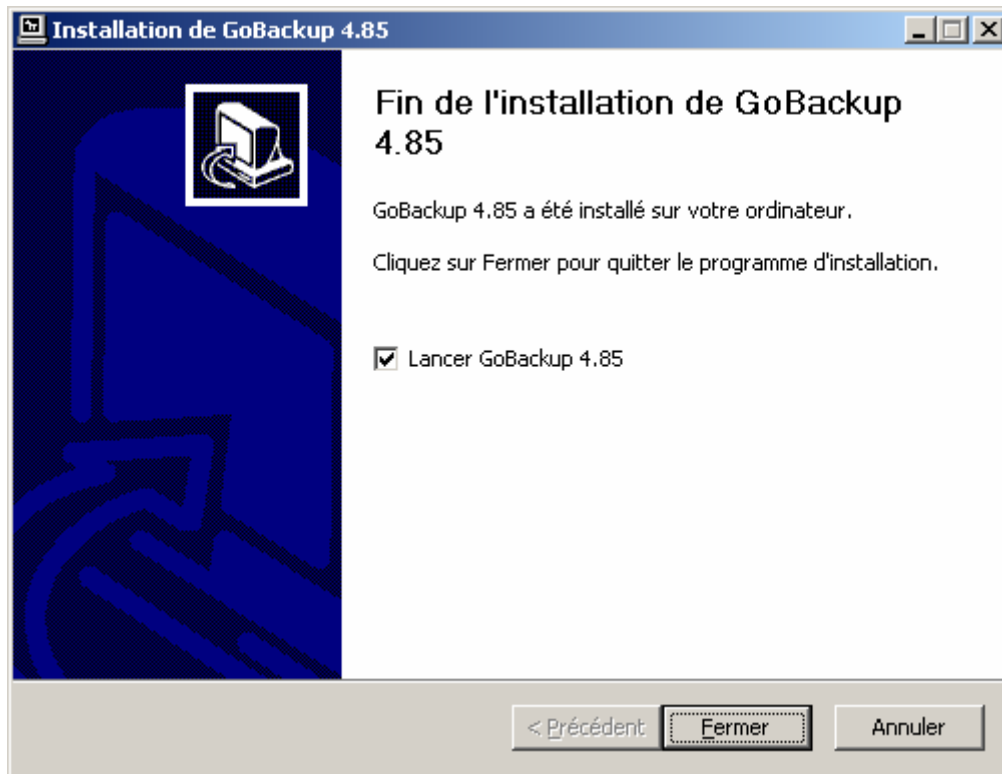 Installation de GoBackup 4.85
Fin de l'installation de GoBackup
4.85
GoBackup 4.85 a été installé sur votre ordinateur.
Cliquez sur Fermer pour quitter le programme d'installation.
Lancer GoBackup 4.85
< Précédent
Fermer
Annuler